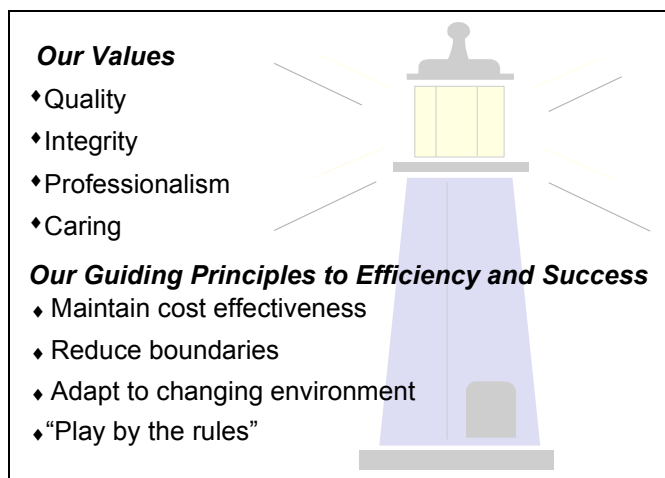 Our Values
♦Quality
♦Integrity
♦Professionalism
♦Caring
Our Guiding Principles to Efficiency and Success
♦ Maintain cost effectiveness
♦ Reduce boundaries
♦ Adapt to changing environment
♦“Play by the rules”